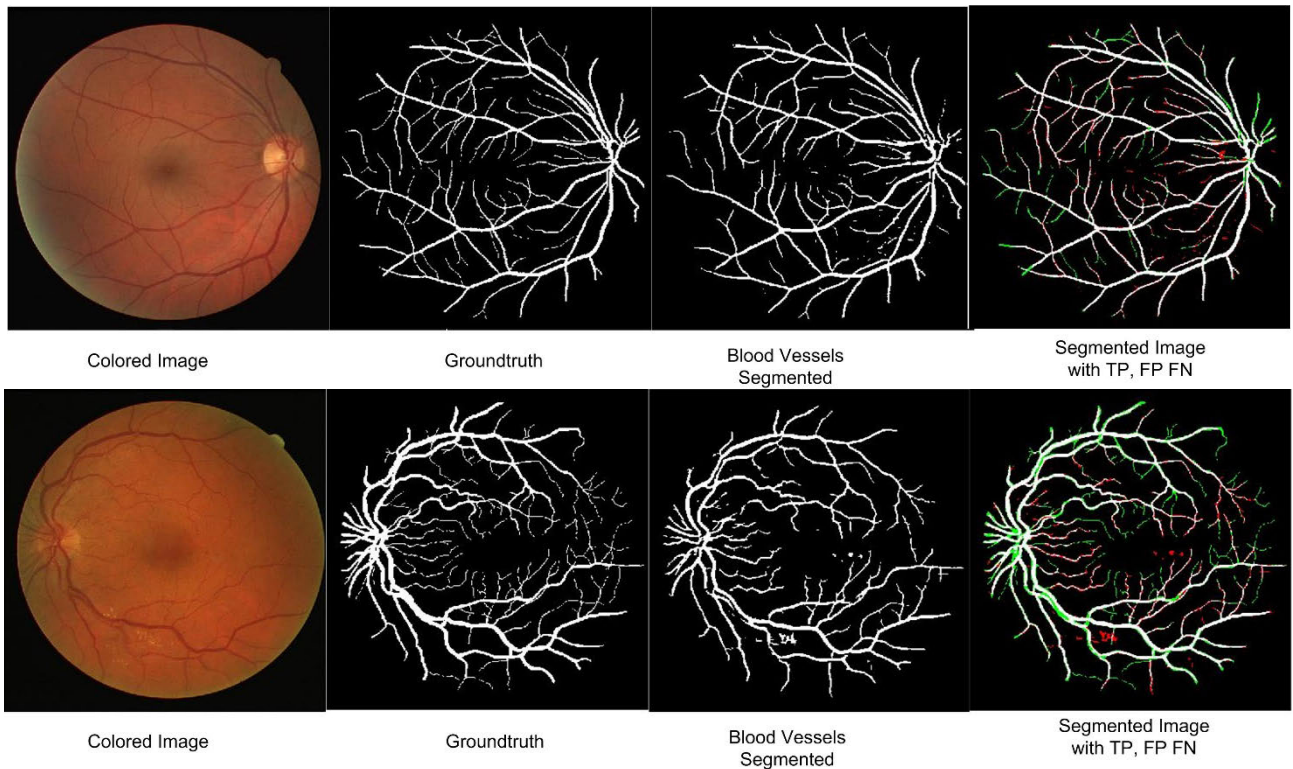 Colored Image
Groundtruth
Blood Vessels
Segmented
Segmented Image
with TP, FP FN
Colored Image
Groundtruth
Blood Vessels
Segmented
Segmented Image
with TP, FP FN